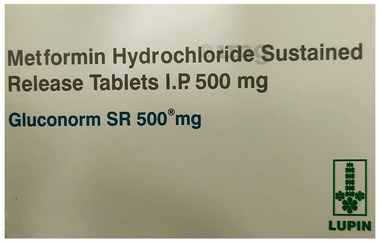 Metformin Hydrochloride Sustained
Release Tablets I.P. 500 mg
Gluconorm SR 500® mg
LUPIN